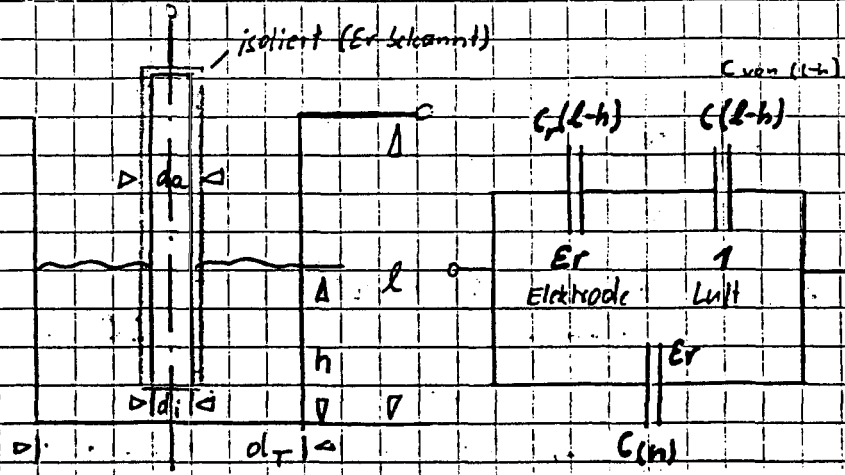 isoliert (Er bekannt)
C von (l-h)
Cr(l-h)
C(l-h)
da
Er
1
Elektrode
Luft
l
h
Er
di
dT
C(h)